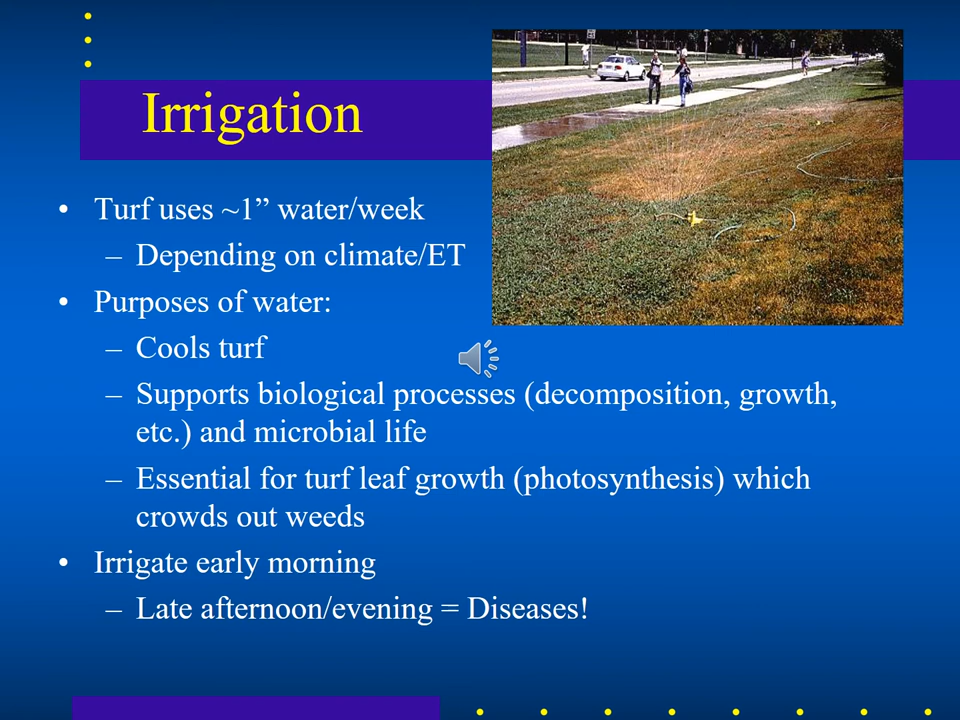 Irrigation
• Turf uses ~1” water/week
– Depending on climate/ET
• Purposes of water:
– Cools turf
– Supports biological processes (decomposition, growth,
etc.) and microbial life
– Essential for turf leaf growth (photosynthesis) which
crowds out weeds
• Irrigate early morning
– Late afternoon/evening = Diseases!